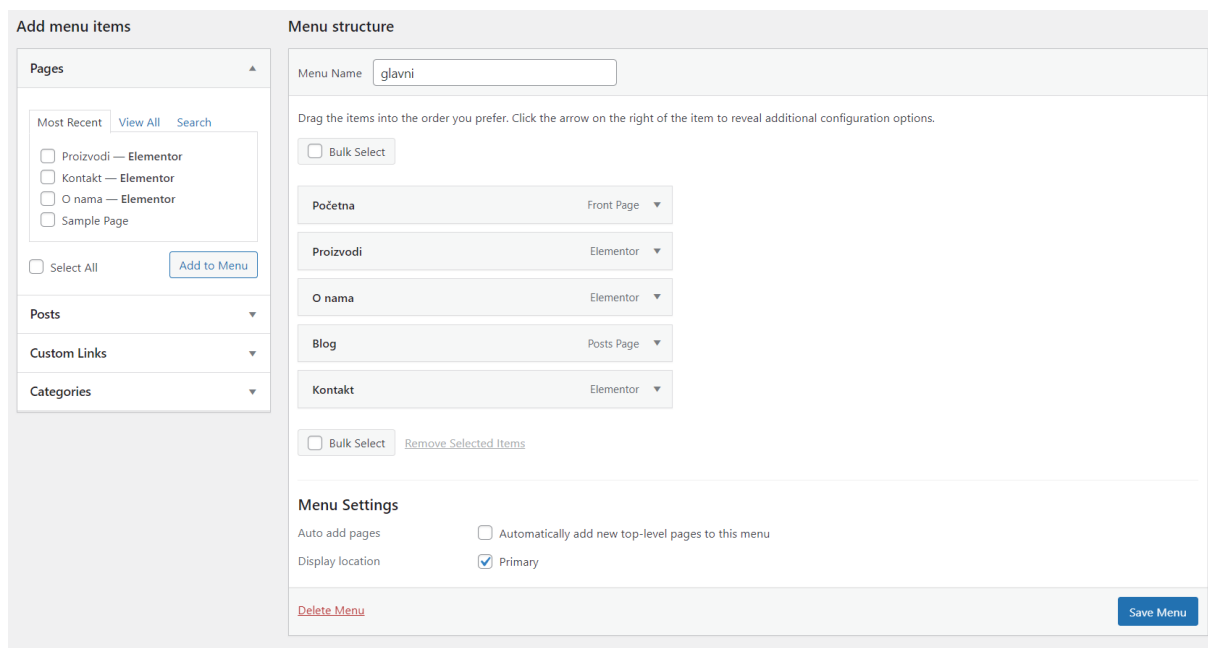 Add menu items
Pages
Most Recent View All Search
Proizvodi — Elementor
Kontakt — Elementor
O nama — Elementor
Sample Page
Select All Add to Menu
Posts
Custom Links
Categories
Menu structure
Menu Name glavni
Drag the items into the order you prefer. Click the arrow on the right of the item to reveal additional configuration options.
Bulk Select
Početna Front Page
Proizvodi Elementor
O nama Elementor
Blog Posts Page
Kontakt Elementor
Bulk Select Remove Selected Items
Menu Settings
Auto add pages Automatically add new top-level pages to this menu
Display location Primary
Delete Menu Save Menu